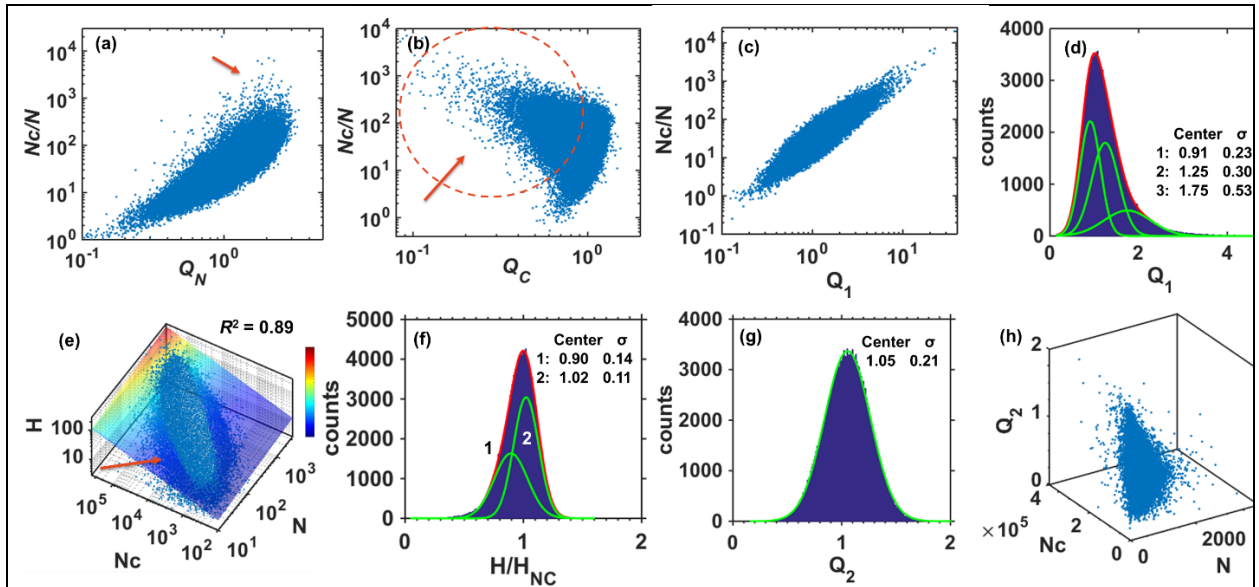 (a)
10^4
10^3
10^2
10^1
10^0
Nc/N
10^-1
10^0
Q_N
(b)
10^4
10^3
10^2
10^1
10^0
Nc/N
10^-1
10^0
Q_C
(c)
10^4
10^3
10^2
10^1
10^0
10^-1
Nc/N
10^-1
10^0
10^1
Q_1
(d)
4000
3000
2000
1000
0
counts
Center σ
1: 0.91 0.23
2: 1.25 0.30
3: 1.75 0.53
0 2 4
Q_1
(e)
R^2 = 0.89
H
100
10
10^5
10^4
10^3
10^2
Nc
10^1
10^2
10^3
N
(f)
5000
4000
3000
2000
1000
0
counts
Center σ
1: 0.90 0.14
2: 1.02 0.11
1
2
0 1 2
H/H_NC
(g)
4000
3000
2000
1000
0
counts
Center σ
1.05 0.21
0 1 2
Q_2
(h)
2
1
0
Q_2
4
2
0
×10^5
Nc
0
2000
N